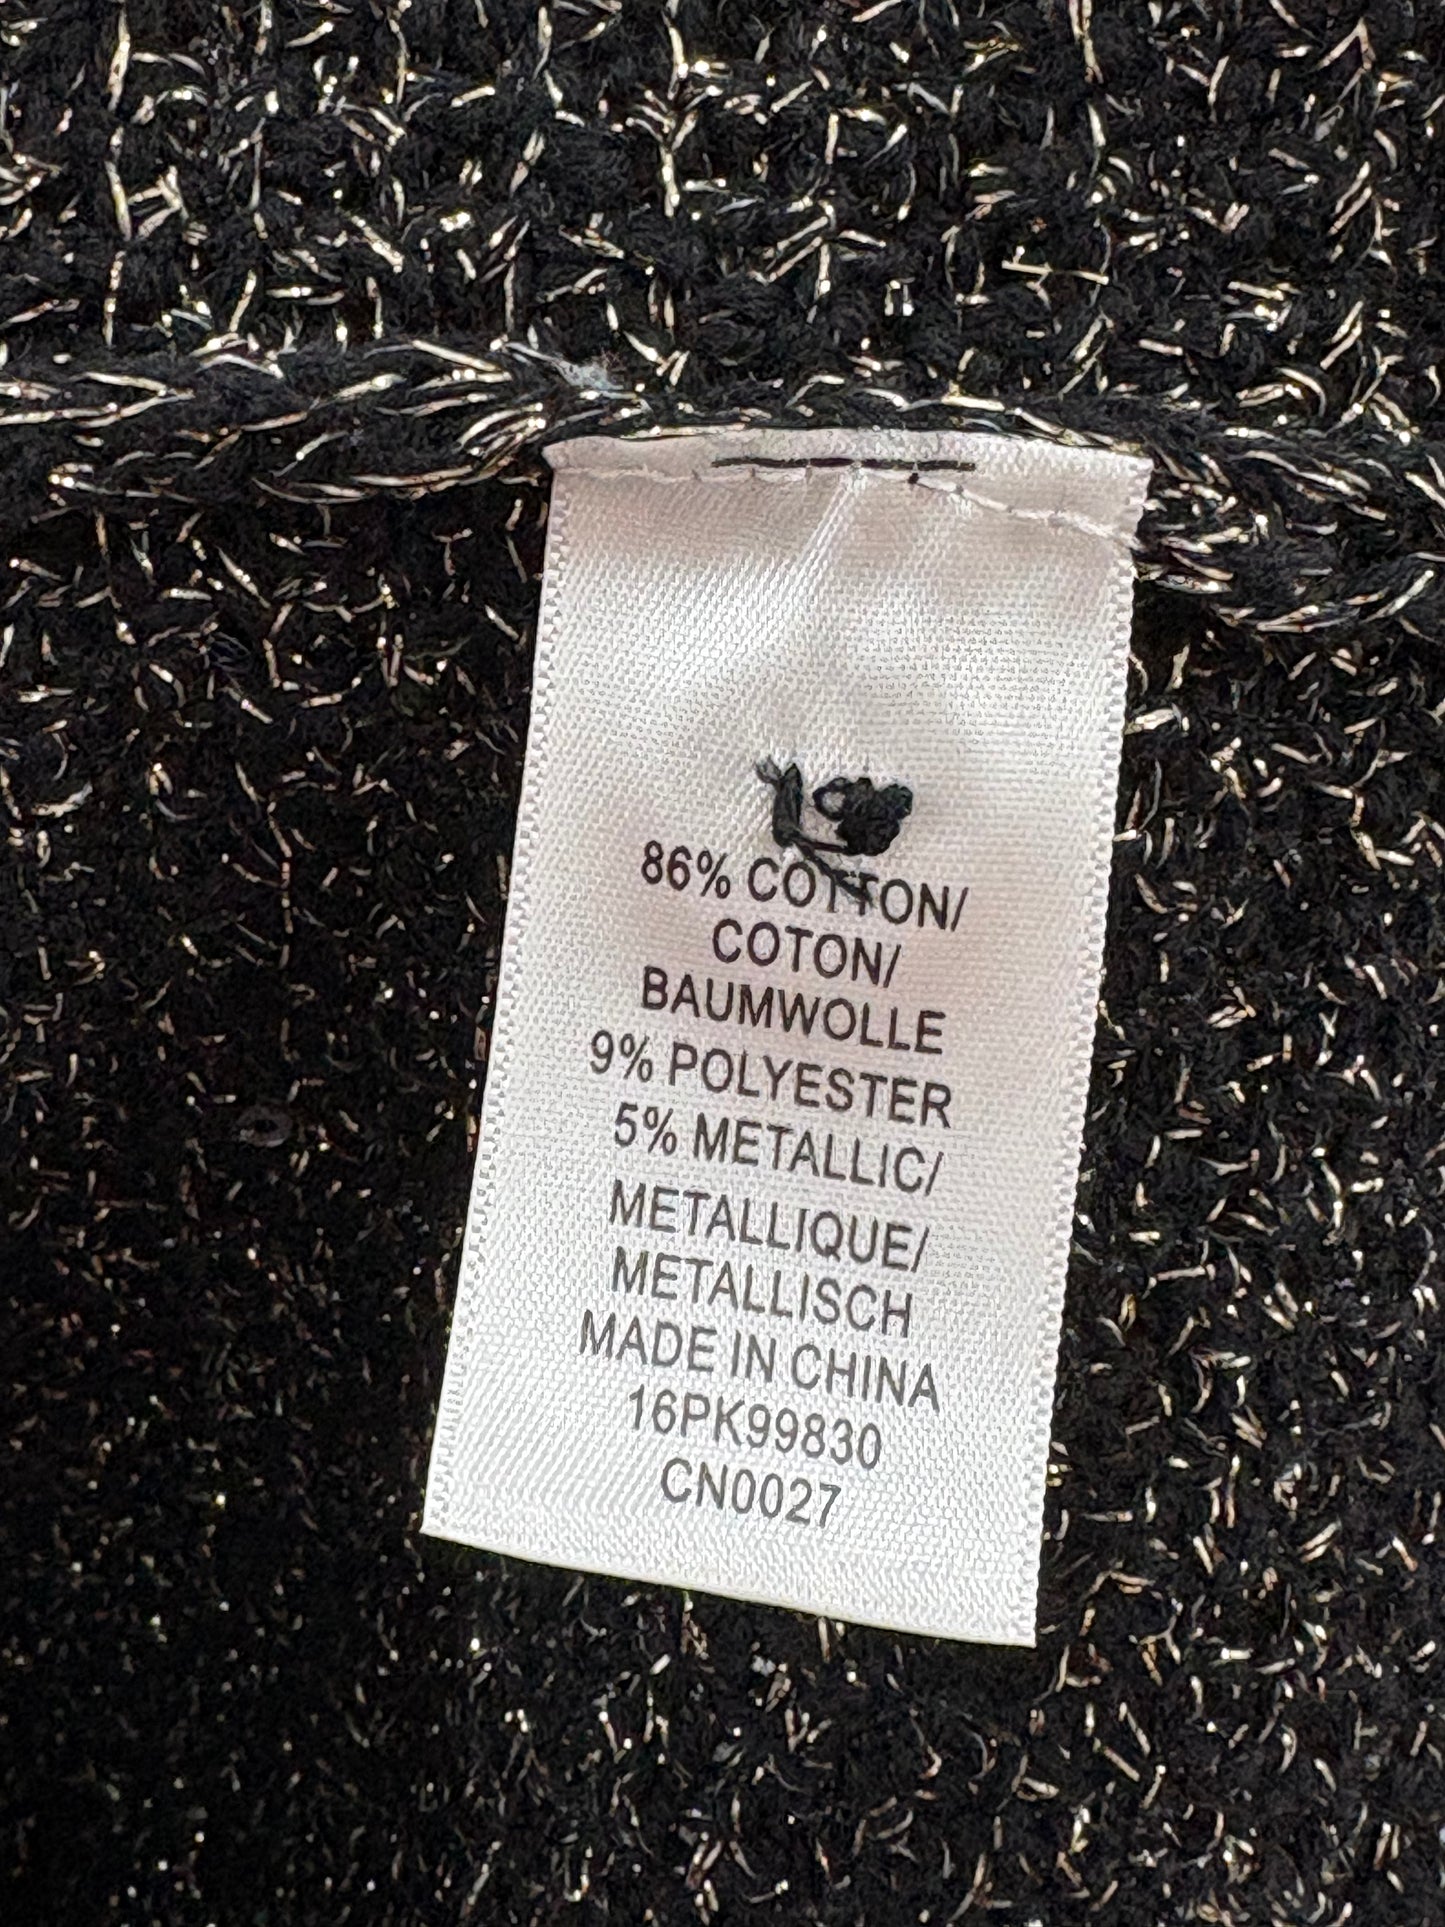 86% COTTON/
COTON/
BAUMWOLLE
9% POLYESTER
5% METALLIC/
METALLIQUE/
METALLISCH
MADE IN CHINA
16PK99830
CN0027